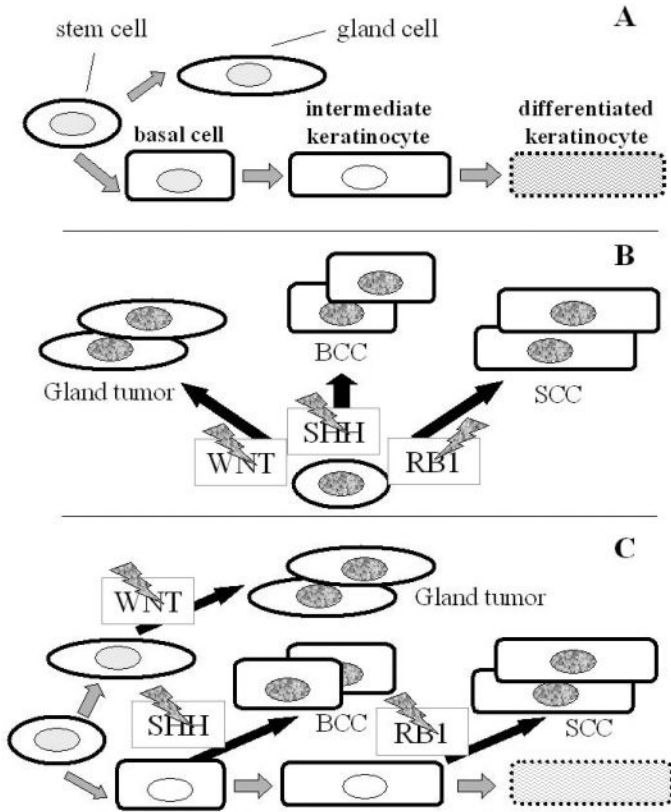 A
stem cell
gland cell
basal cell
intermediate
keratinocyte
differentiated
keratinocyte
B
Gland tumor
BCC
SCC
WNT
SHH
RB1
C
WNT
Gland tumor
SHH
BCC
RB1
SCC